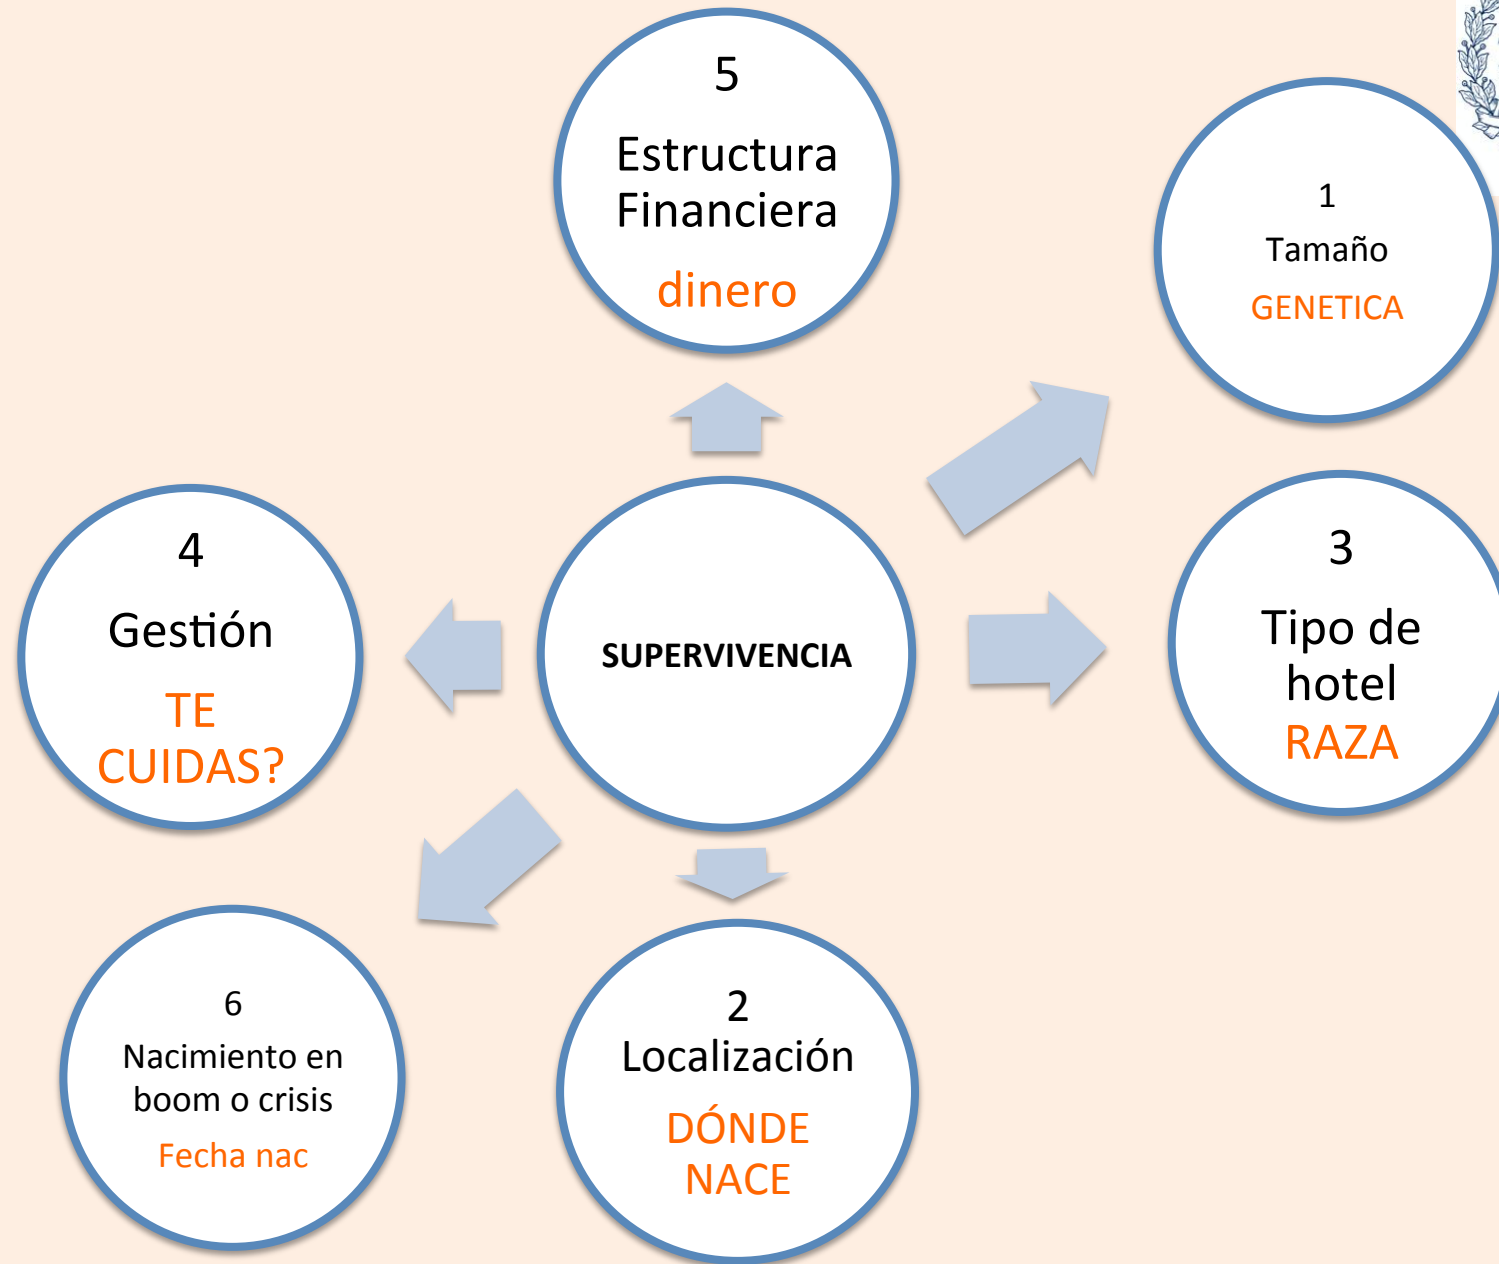 5
Estructura
Financiera
dinero
1
Tamaño
GENETICA
4
Gestión
TE
CUIDAS?
SUPERVIVENCIA
3
Tipo de
hotel
RAZA
6
Nacimiento en
boom o crisis
Fecha nac
2
Localización
DÓNDE
NACE